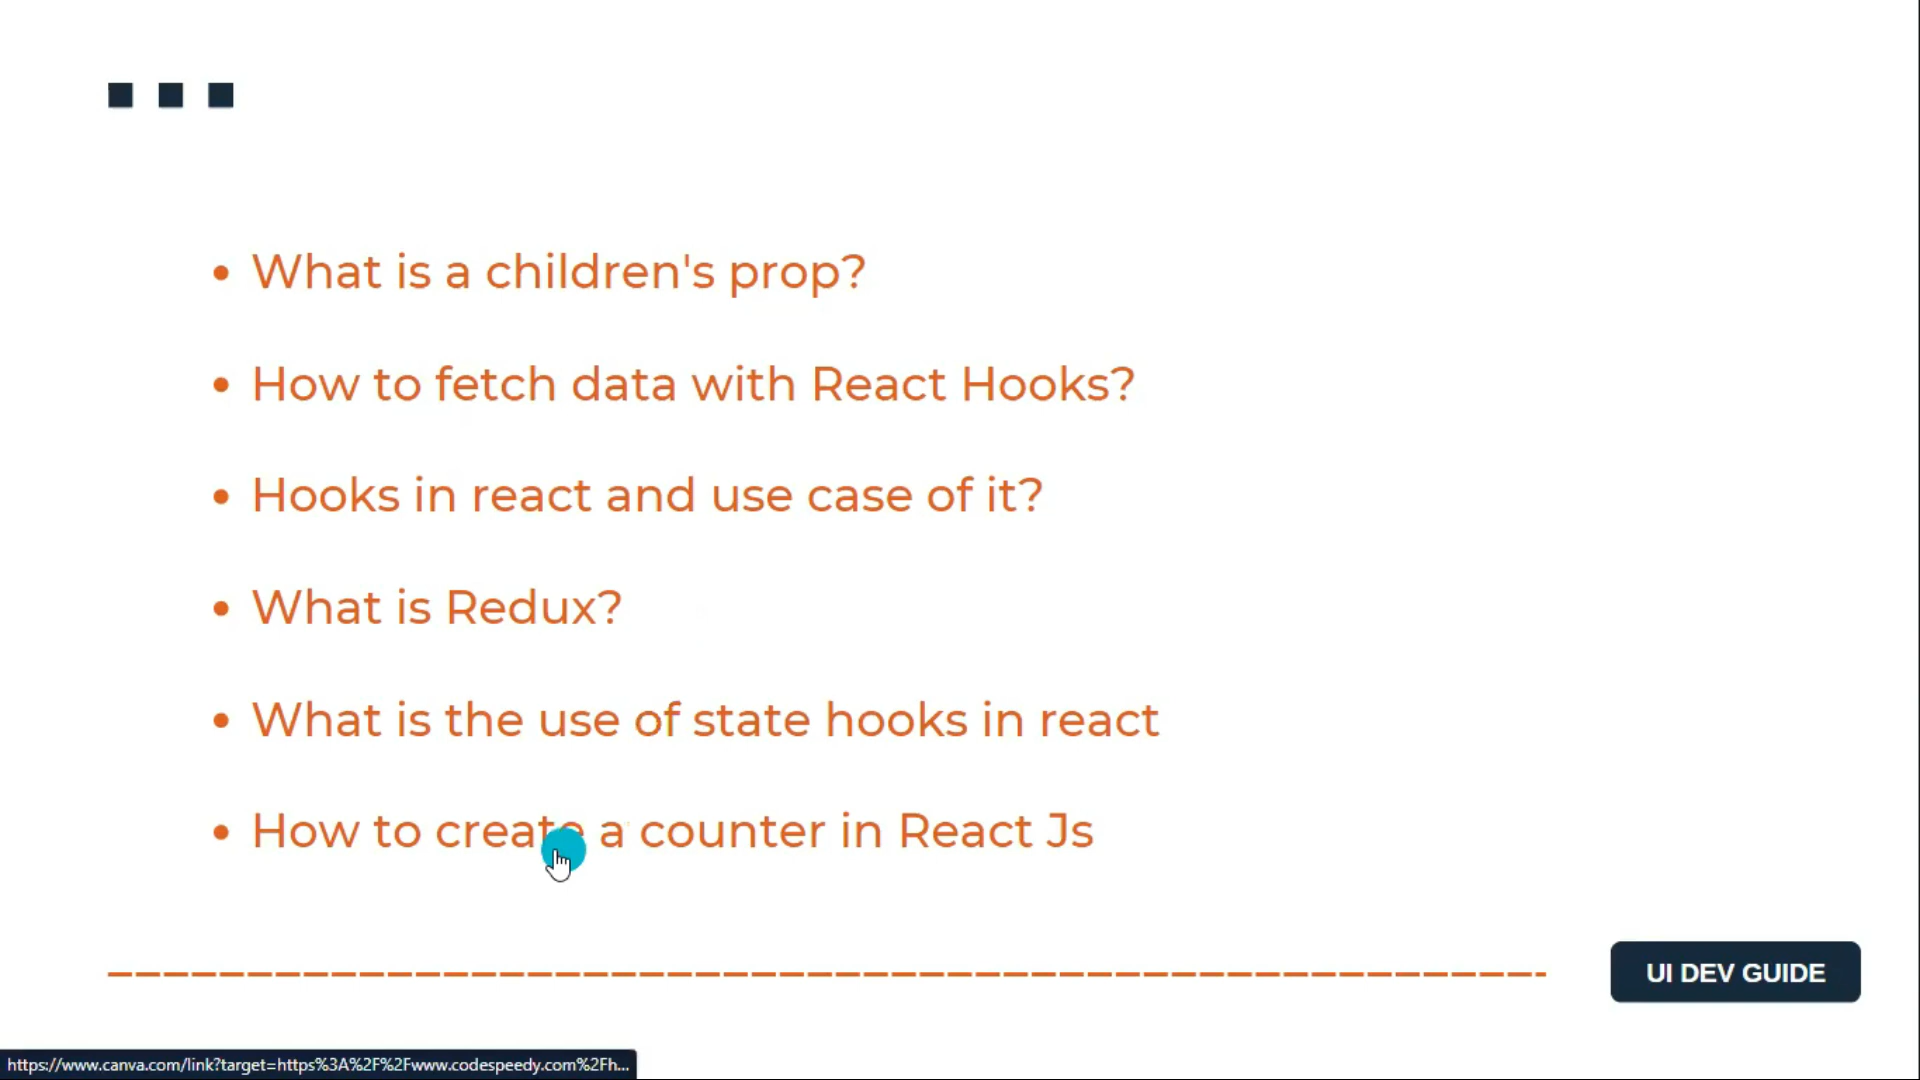 • What is a children's prop?
• How to fetch data with React Hooks?
• Hooks in react and use case of it?
• What is Redux?
• What is the use of state hooks in react
• How to create a counter in React Js
UI DEV GUIDE
https://www.canva.com/link?target=https%3A%2F%2Fwww.codespeedy.com%2Fh...